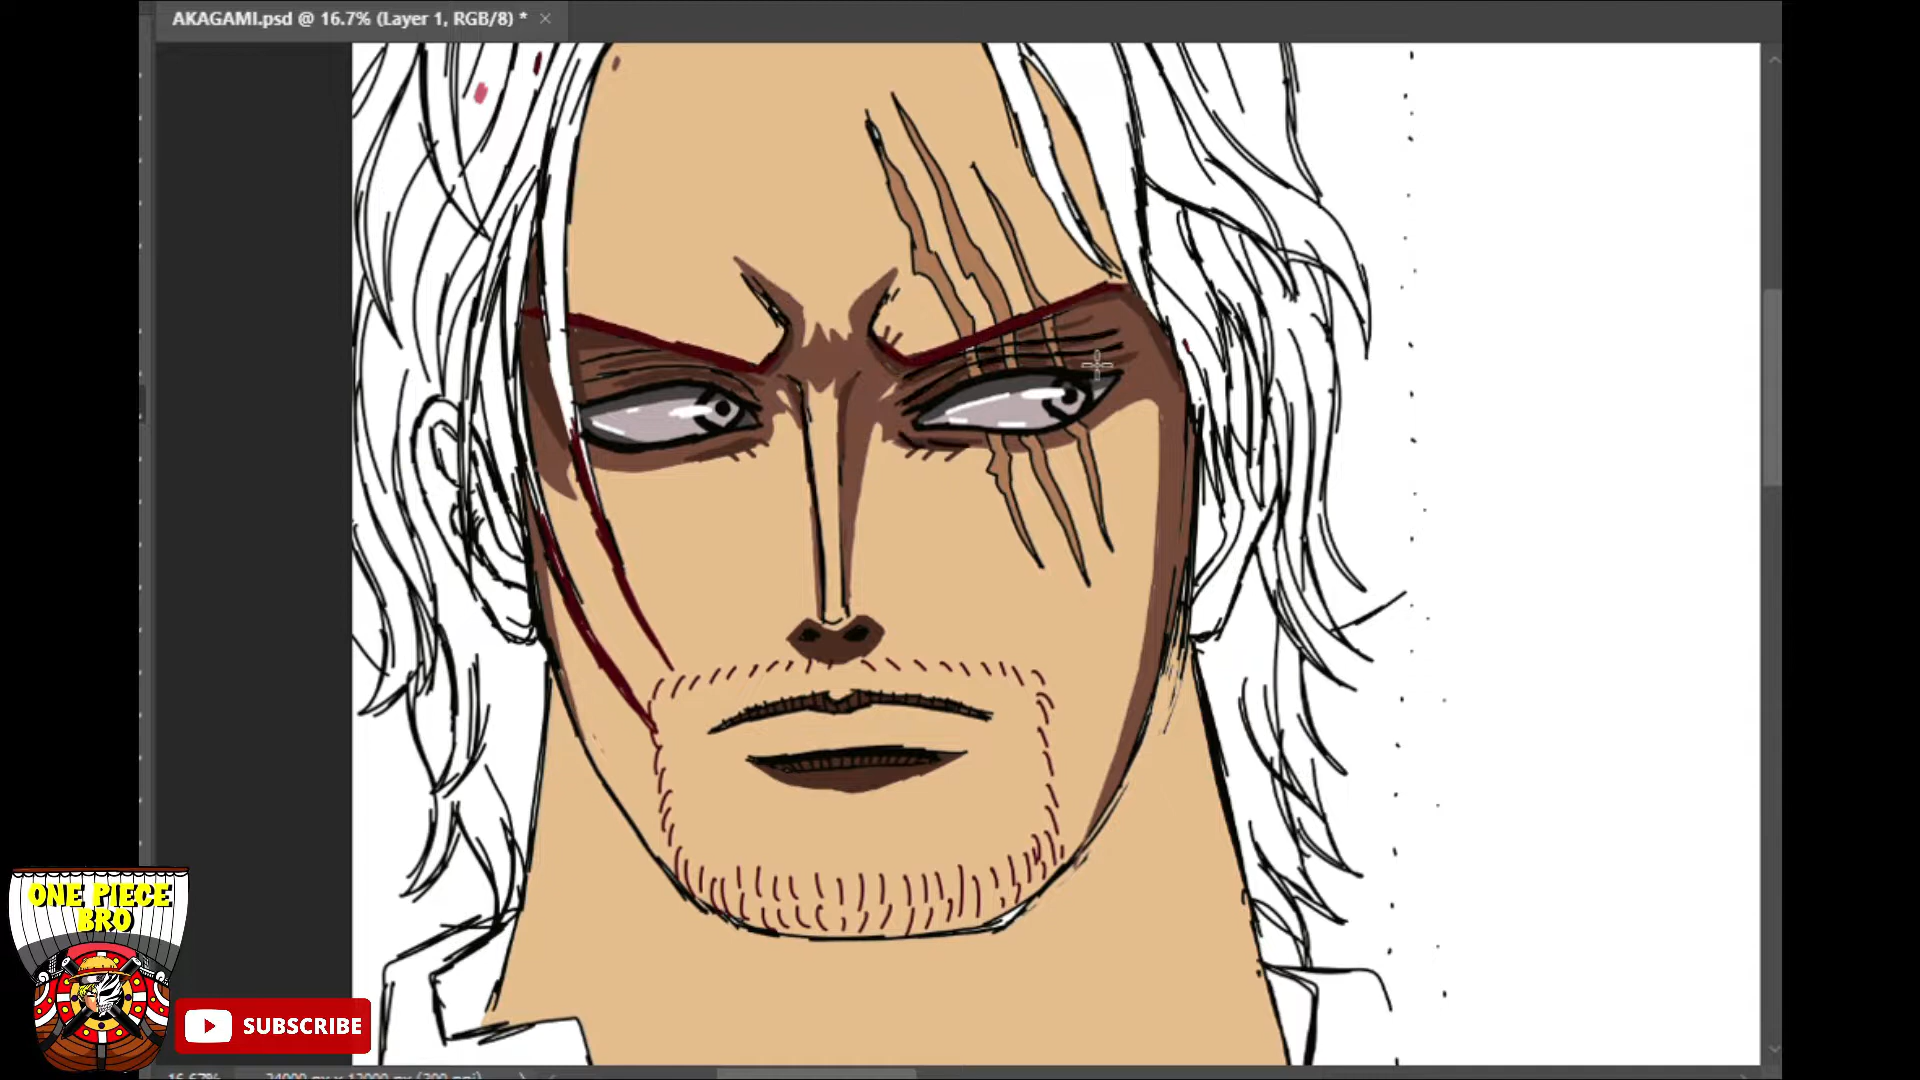 AKAGAMI.psd @ 16.7% (Layer 1, RGB/8) *
ONE PIECE
BRO
SUBSCRIBE